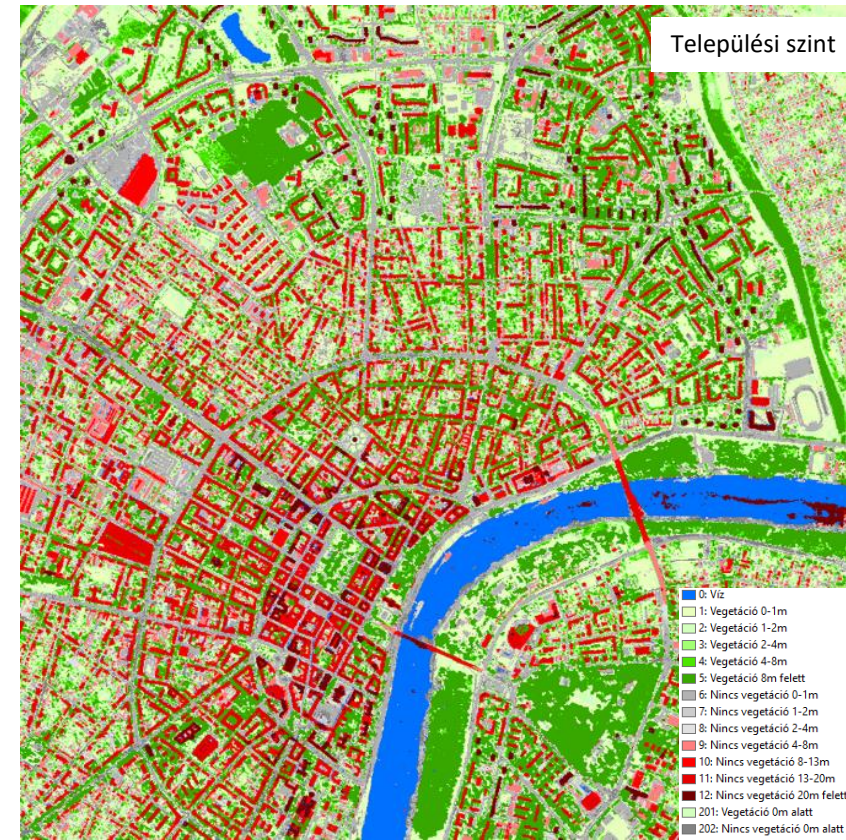 Települési szint
0: Víz
1: Vegetáció 0-1m
2: Vegetáció 1-2m
3: Vegetáció 2-4m
4: Vegetáció 4-8m
5: Vegetáció 8m felett
6: Nincs vegetáció 0-1m
7: Nincs vegetáció 1-2m
8: Nincs vegetáció 2-4m
9: Nincs vegetáció 4-8m
10: Nincs vegetáció 8-13m
11: Nincs vegetáció 13-20m
12: Nincs vegetáció 20m felett
201: Vegetáció 0m alatt
202: Nincs vegetáció 0m alatt